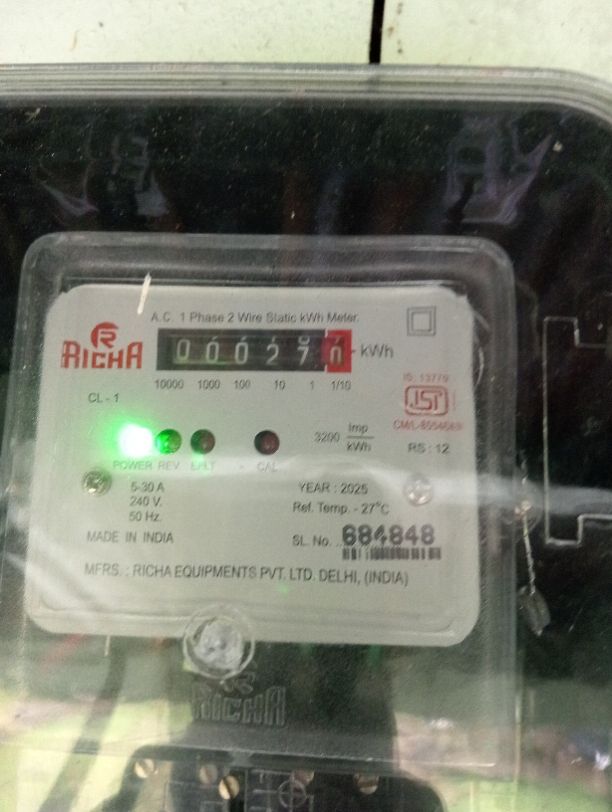 A.C. 1 Phase 2 Wire Static kWh Meter.
R
RICHA
0 0 0 2 7 - kWh
10000 1000 100 10 1 1/10
CL - 1
ISI
3200 Imp/kWh
RS : 12
POWER REV E/LT - CAL
5-30 A
240 V.
50 Hz.
YEAR : 2025
Ref. Temp. - 27°C
MADE IN INDIA
SL. No. 684848
MFRS. : RICHA EQUIPMENTS PVT. LTD. DELHI, (INDIA)
R
RICHA